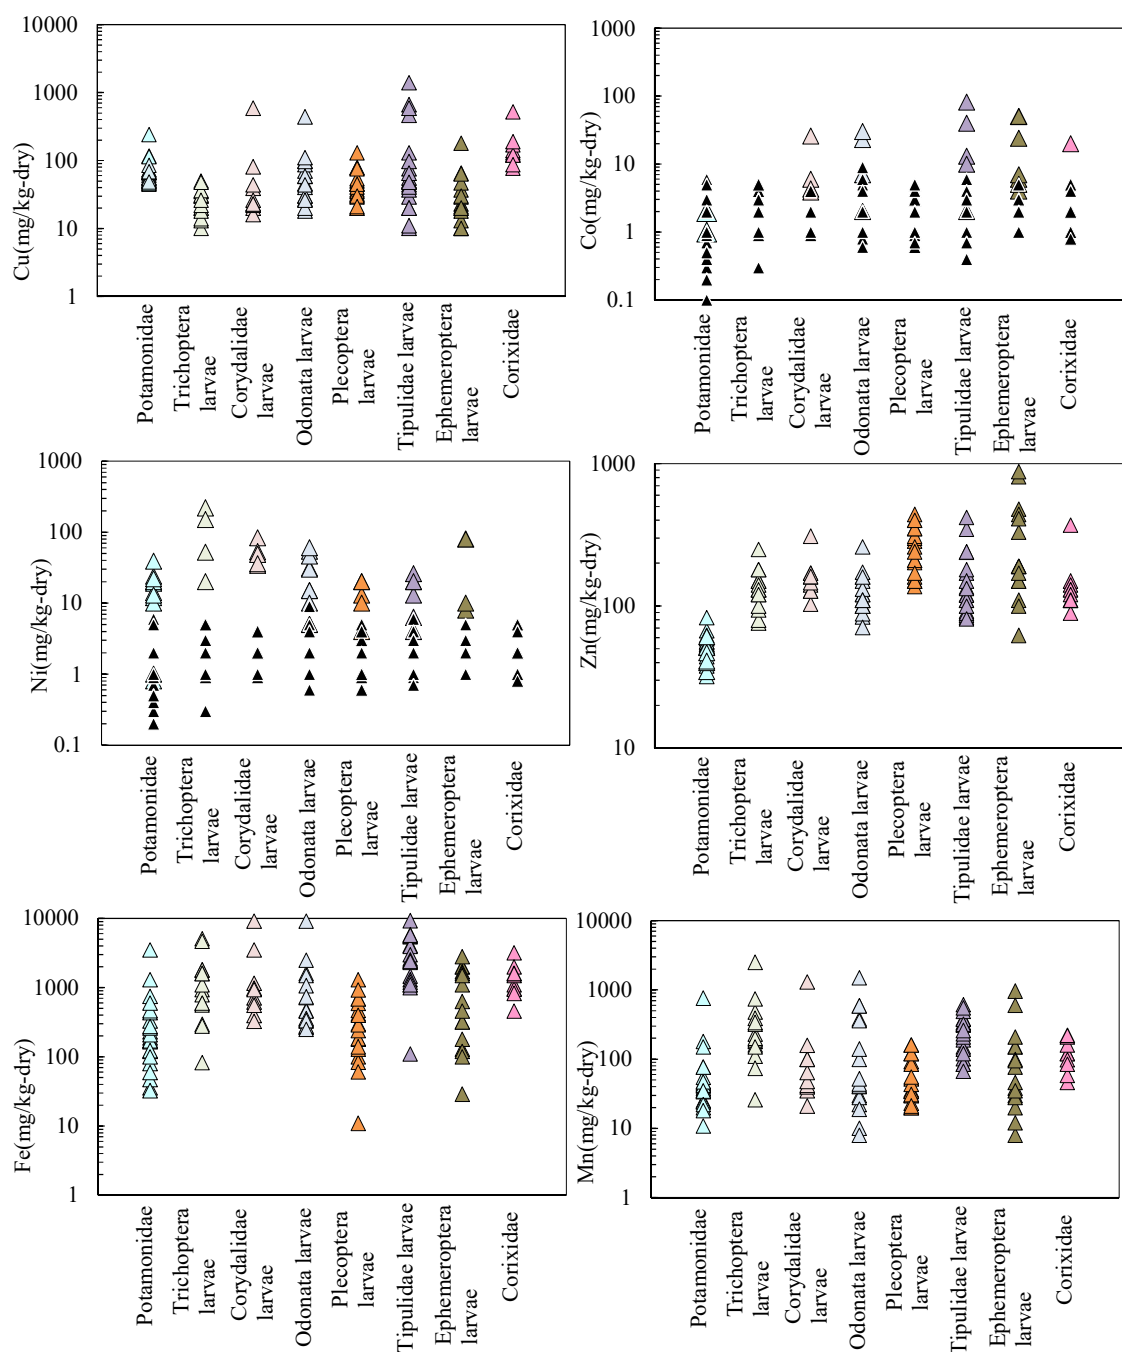 Cu(mg/kg-dry)
10000
1000
100
10
1
Potamonidae
Trichoptera
larvae
Corydalidae
larvae
Odonata larvae
Plecoptera
larvae
Tipulidae larvae
Ephemeroptera
larvae
Corixidae
Co(mg/kg-dry)
1000
100
10
1
0.1
Potamonidae
Trichoptera
larvae
Corydalidae
larvae
Odonata larvae
Plecoptera
larvae
Tipulidae larvae
Ephemeroptera
larvae
Corixidae
Ni(mg/kg-dry)
1000
100
10
1
0.1
Potamonidae
Trichoptera
larvae
Corydalidae
larvae
Odonata larvae
Plecoptera
larvae
Tipulidae larvae
Ephemeroptera
larvae
Corixidae
Zn(mg/kg-dry)
1000
100
10
Potamonidae
Trichoptera
larvae
Corydalidae
larvae
Odonata larvae
Plecoptera
larvae
Tipulidae larvae
Ephemeroptera
larvae
Corixidae
Fe(mg/kg-dry)
10000
1000
100
10
1
Potamonidae
Trichoptera
larvae
Corydalidae
larvae
Odonata larvae
Plecoptera
larvae
Tipulidae larvae
Ephemeroptera
larvae
Corixidae
Mn(mg/kg-dry)
10000
1000
100
10
1
Potamonidae
Trichoptera
larvae
Corydalidae
larvae
Odonata larvae
Plecoptera
larvae
Tipulidae larvae
Ephemeroptera
larvae
Corixidae